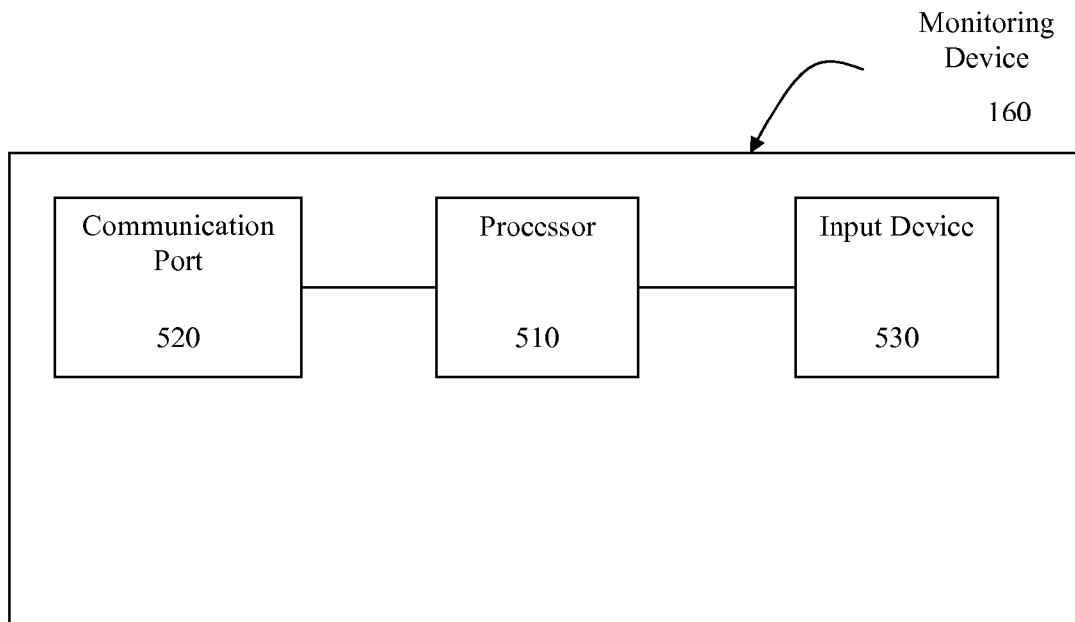 Monitoring
Device
160
Communication
Port
520
Processor
510
Input Device
530